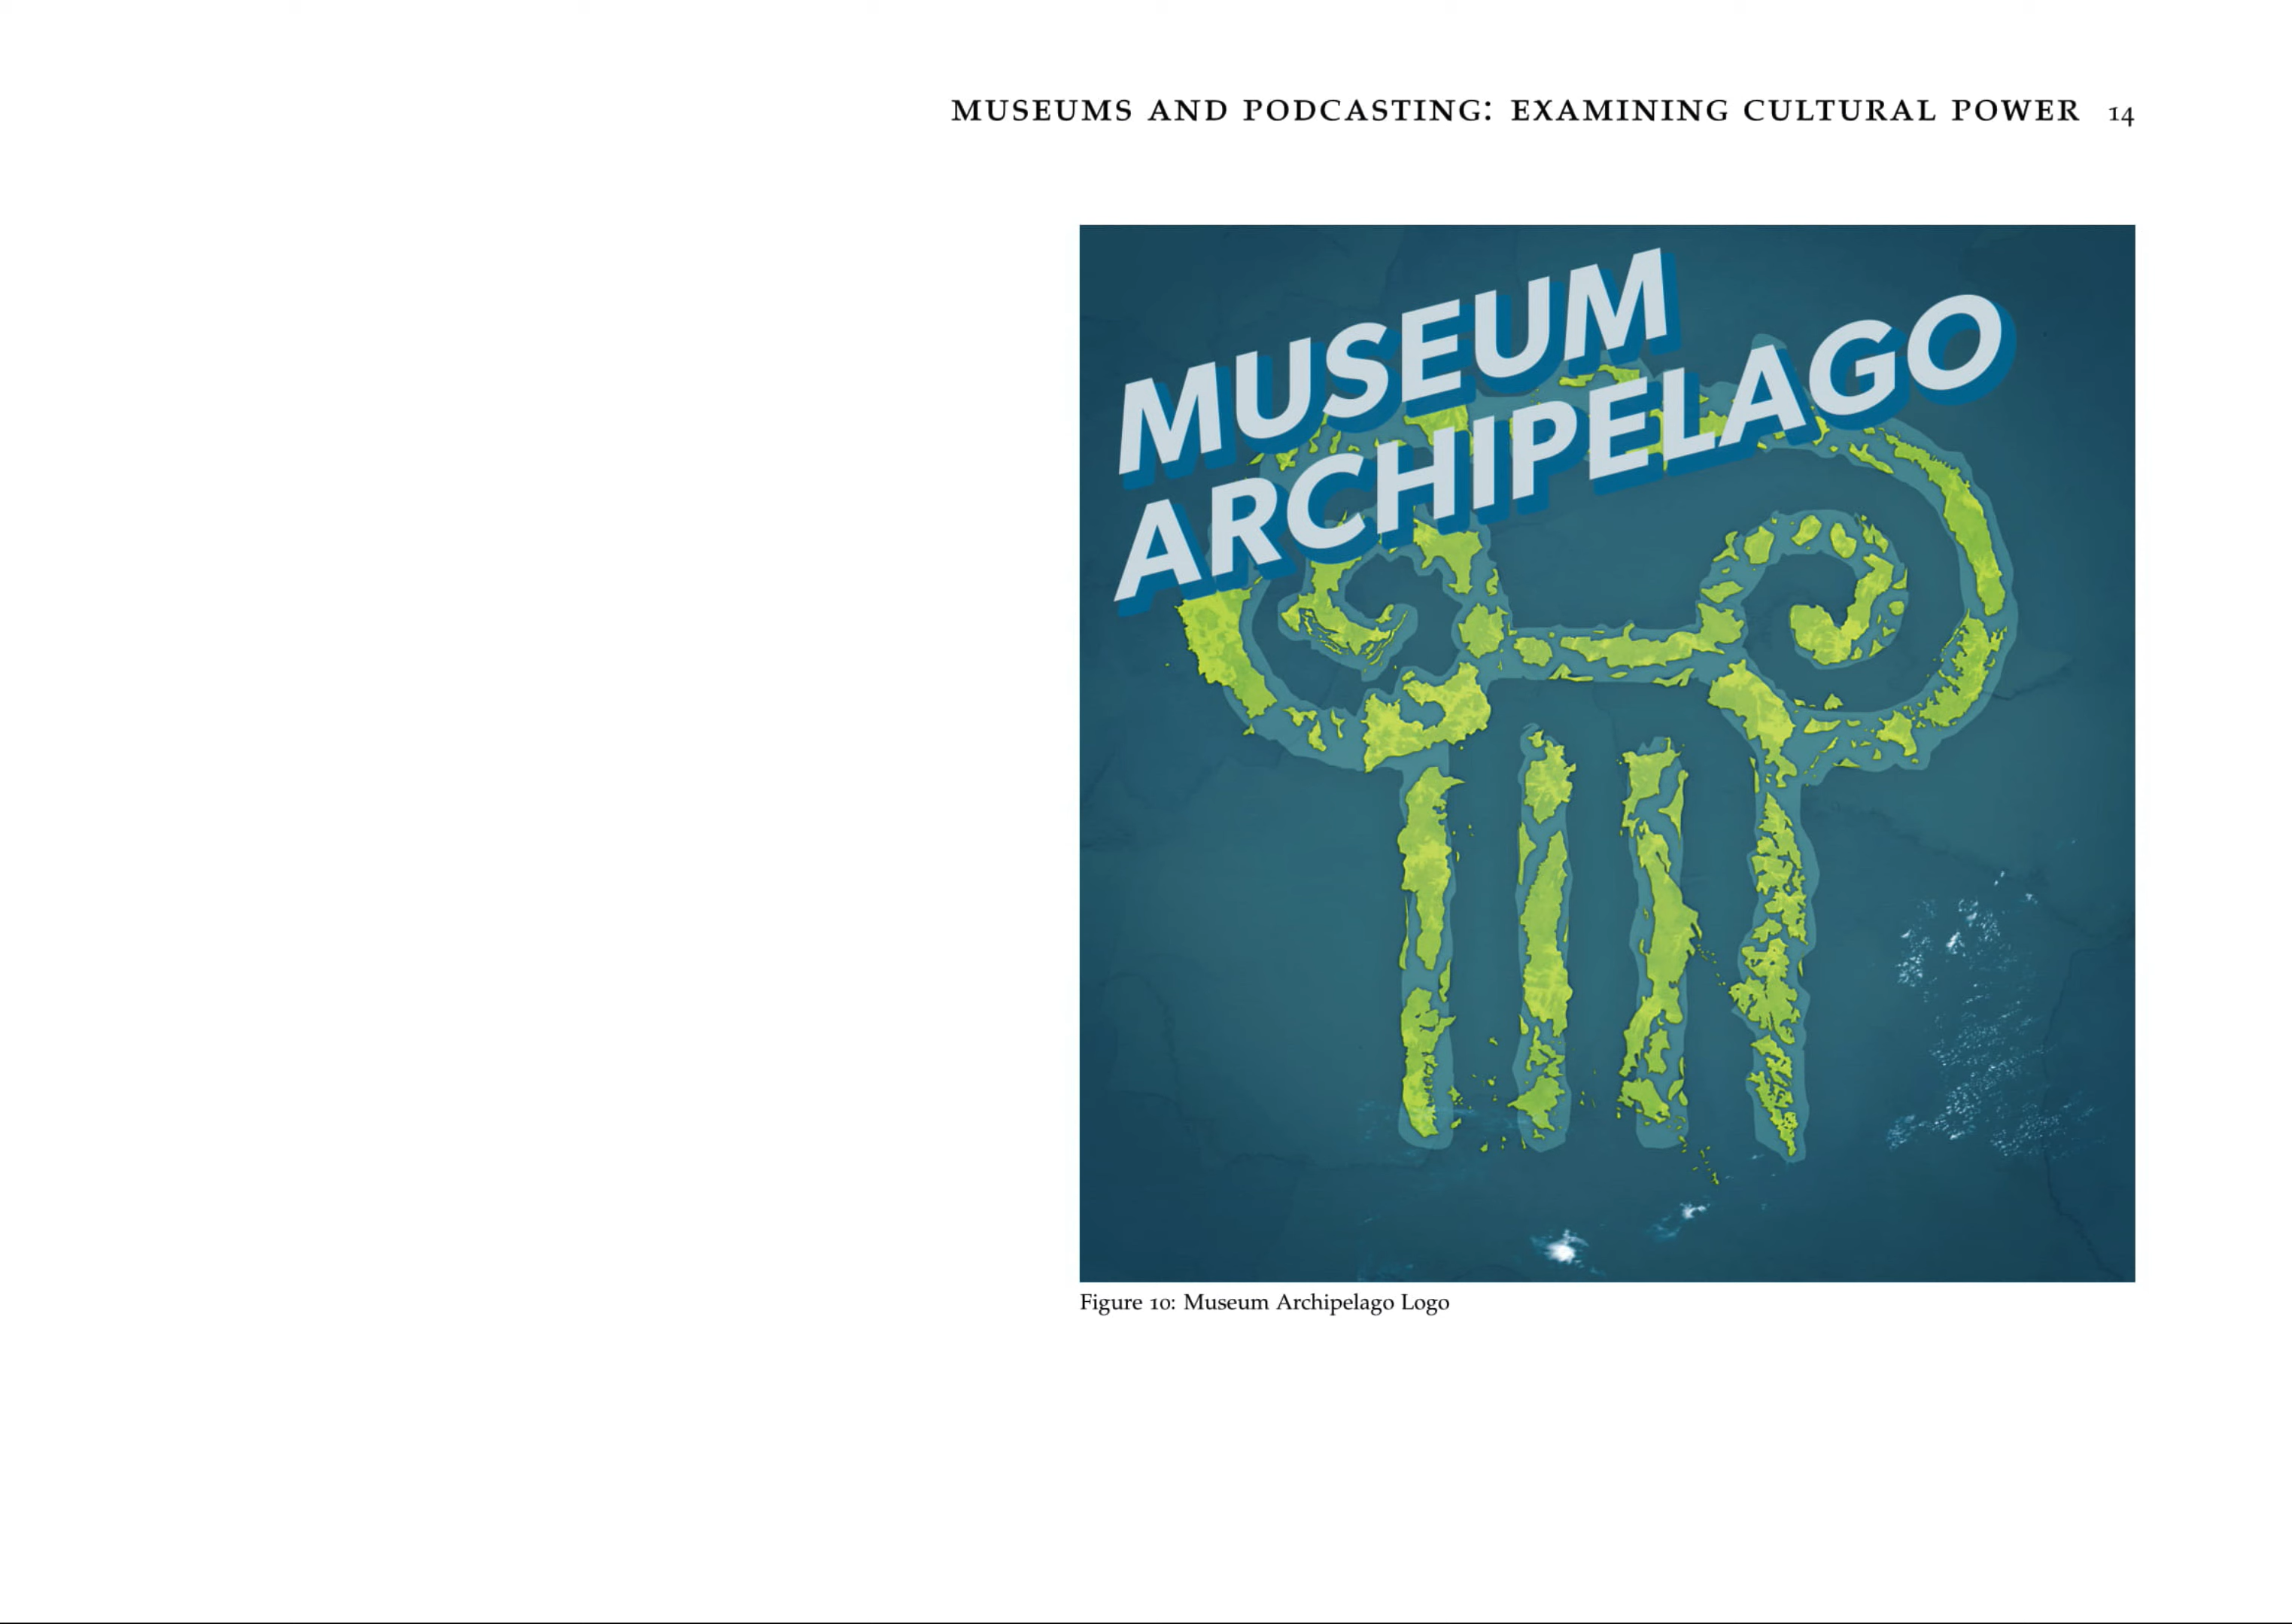 MUSEUMS AND PODCASTING: EXAMINING CULTURAL POWER 14
MUSEUM
ARCHIPELAGO
Figure 10: Museum Archipelago Logo